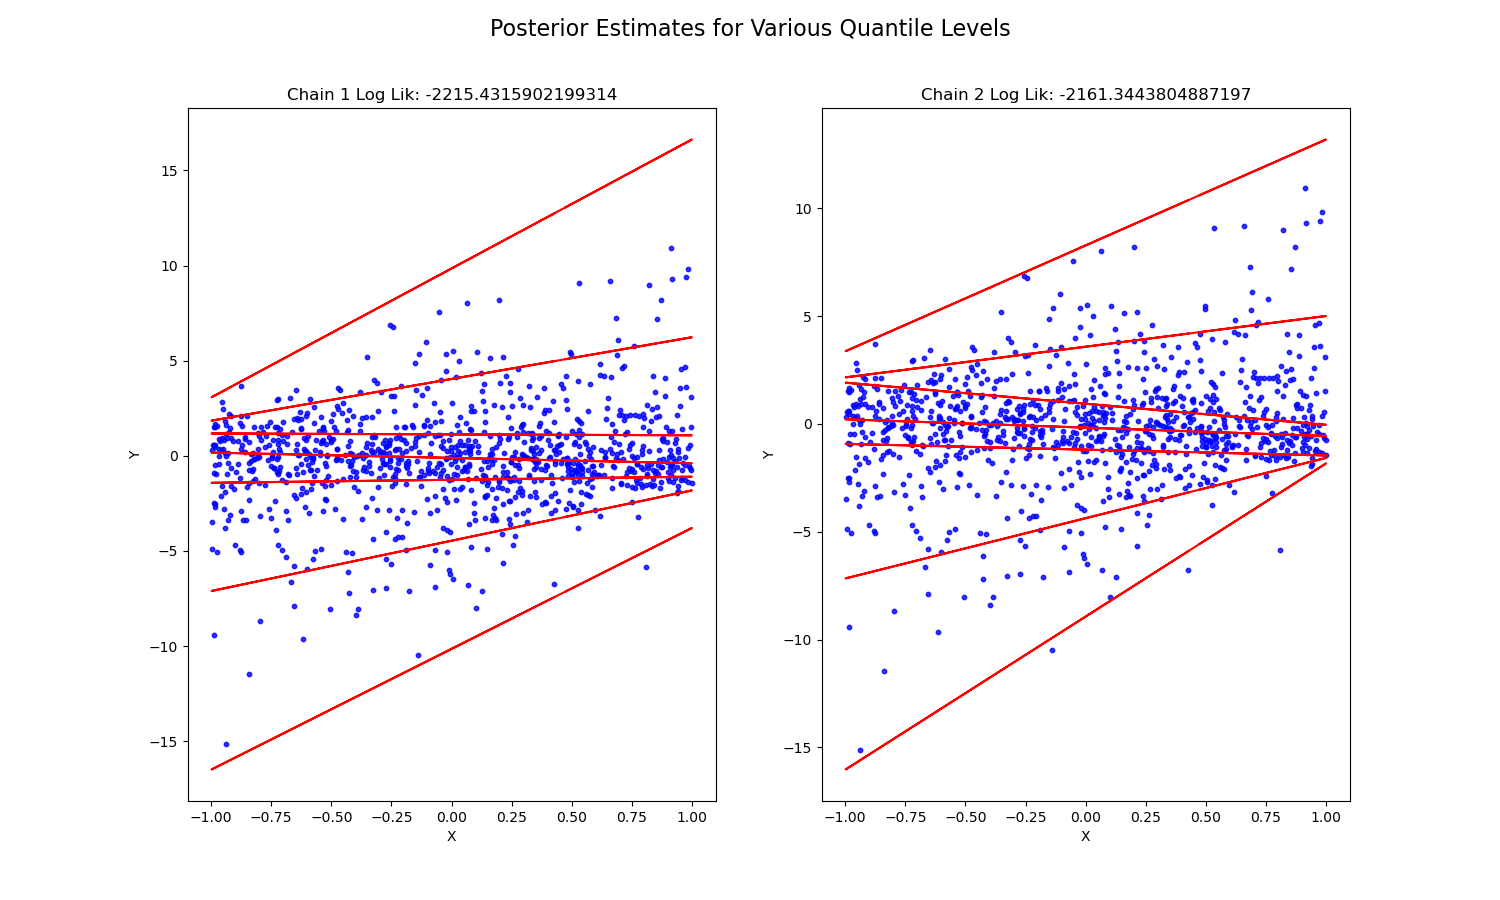 Posterior Estimates for Various Quantile Levels
Chain 1 Log Lik: -2215.4315902199314
15
10
5
0
−5
−10
−15
Y
−1.00 −0.75 −0.50 −0.25 0.00 0.25 0.50 0.75 1.00
X
Chain 2 Log Lik: -2161.3443804887197
10
5
0
−5
−10
−15
Y
−1.00 −0.75 −0.50 −0.25 0.00 0.25 0.50 0.75 1.00
X